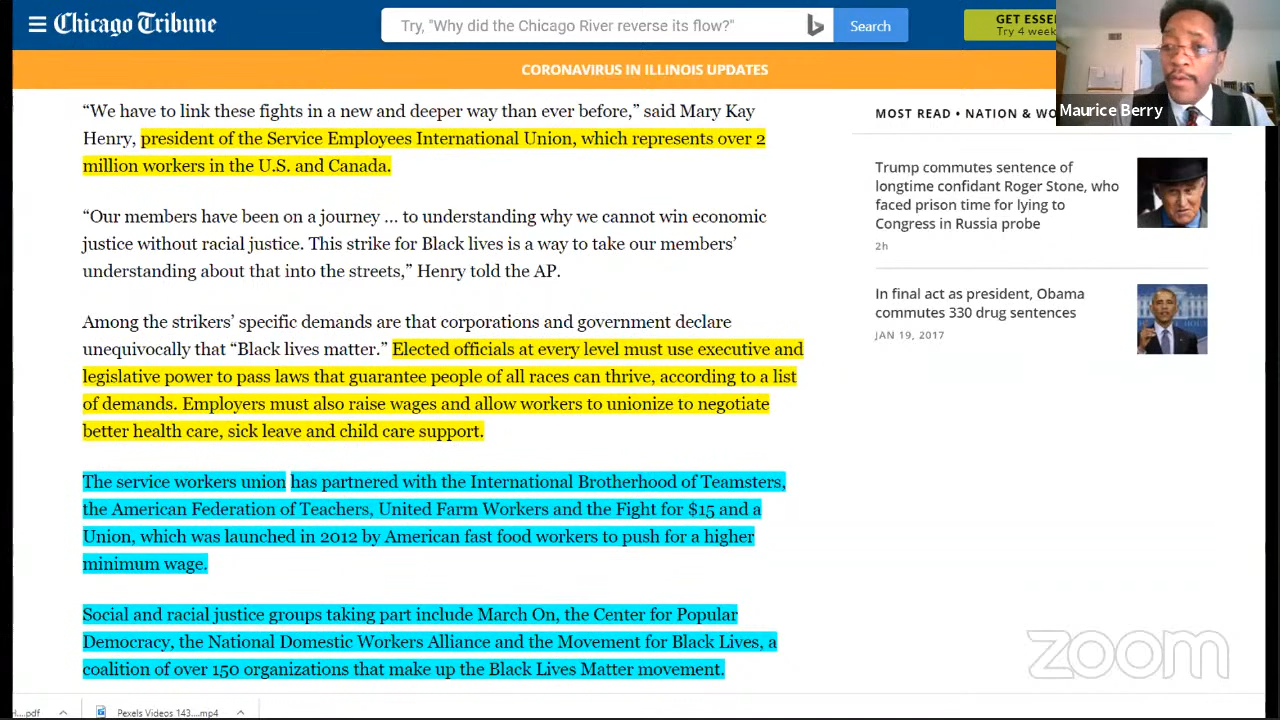 Chicago Tribune
Try, "Why did the Chicago River reverse its flow?"
Search
GET ESSE
Try 4 week
CORONAVIRUS IN ILLINOIS UPDATES
Maurice Berry
“We have to link these fights in a new and deeper way than ever before,” said Mary Kay
Henry, president of the Service Employees International Union, which represents over 2
million workers in the U.S. and Canada.
“Our members have been on a journey … to understanding why we cannot win economic
justice without racial justice. This strike for Black lives is a way to take our members’
understanding about that into the streets,” Henry told the AP.
Among the strikers’ specific demands are that corporations and government declare
unequivocally that “Black lives matter.” Elected officials at every level must use executive and
legislative power to pass laws that guarantee people of all races can thrive, according to a list
of demands. Employers must also raise wages and allow workers to unionize to negotiate
better health care, sick leave and child care support.
The service workers union has partnered with the International Brotherhood of Teamsters,
the American Federation of Teachers, United Farm Workers and the Fight for $15 and a
Union, which was launched in 2012 by American fast food workers to push for a higher
minimum wage.
Social and racial justice groups taking part include March On, the Center for Popular
Democracy, the National Domestic Workers Alliance and the Movement for Black Lives, a
coalition of over 150 organizations that make up the Black Lives Matter movement.
MOST READ • NATION & WO
Trump commutes sentence of
longtime confidant Roger Stone, who
faced prison time for lying to
Congress in Russia probe
2h
In final act as president, Obama
commutes 330 drug sentences
JAN 19, 2017
zoom
l....pdf
Pexels Videos 143....mp4